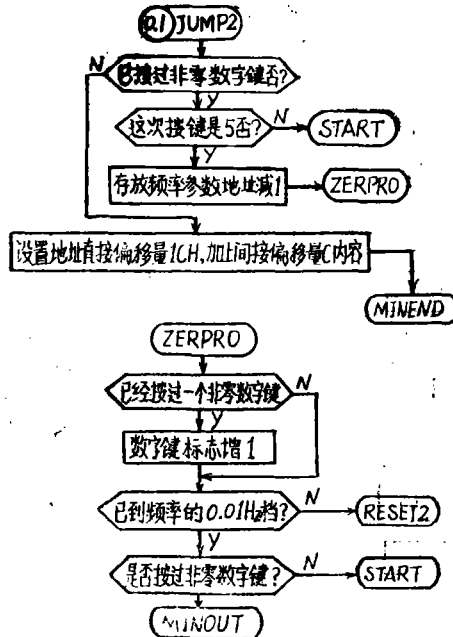 0.1 JUMP2
N 已按过非零数字键否?
Y
这次按键是5否? N START
Y
存放频率参数地址减1 ZERPRO
设置地址直接偏移量1CH,加上间接偏移量C内容
MINEND
ZERPRO
已经按过一个非零数字键 N
Y
数字键标志增1
已到频率的0.01Hz档? N RESET2
Y
是否按过非零数字键? N START
MINOUT